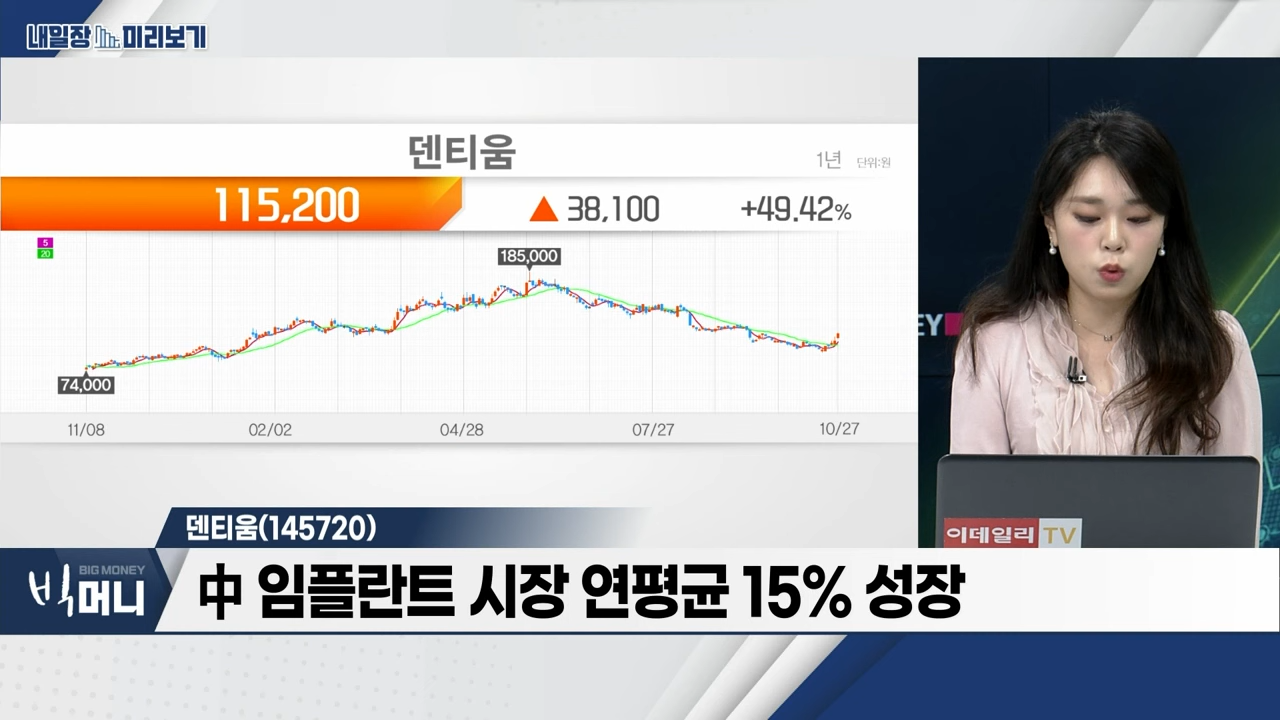 내일장 미리보기
덴티움
1년 단위:원
115,200 ▲ 38,100 +49.42%
5
20
185,000
74,000
11/08 02/02 04/28 07/27 10/27
EY
이데일리 TV
덴티움(145720)
BIG MONEY
빅머니
中 임플란트 시장 연평균 15% 성장